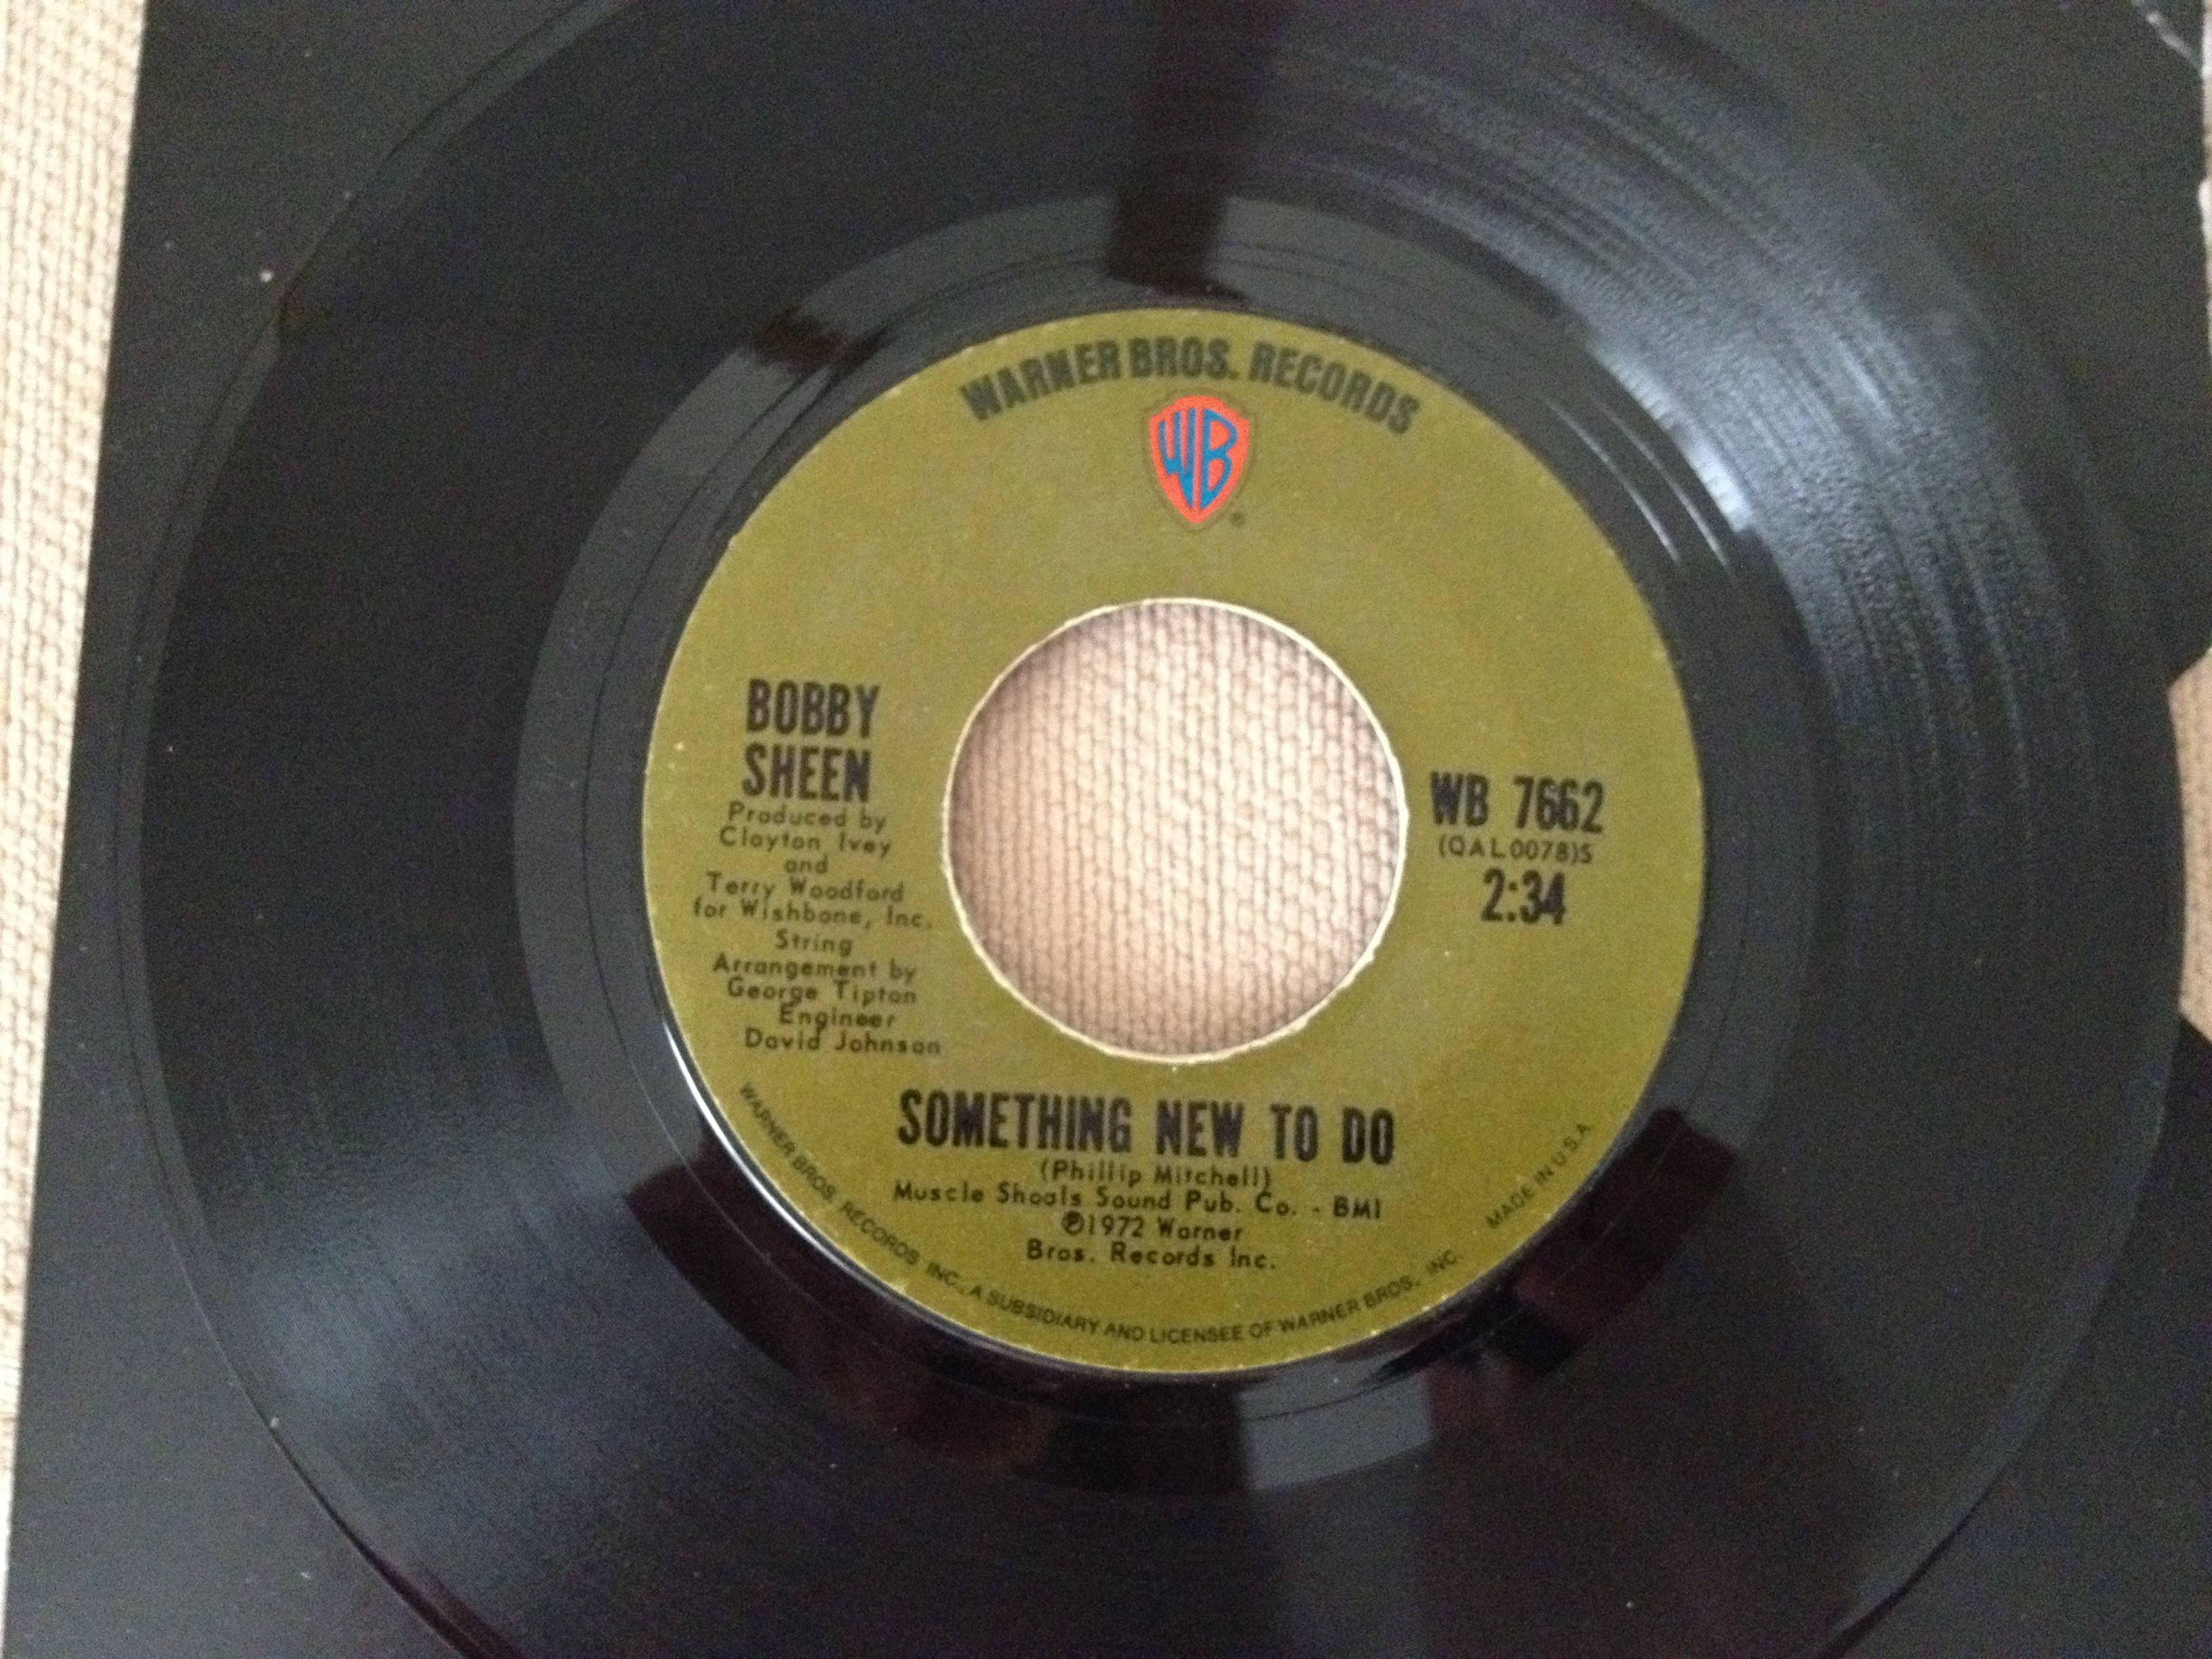 WARNER BROS. RECORDS
WB
®
BOBBY
SHEEN
Produced by
Clayton Ivey
and
Terry Woodford
for Wishbone, Inc.
String
Arrangement by
George Tipton
Engineer
David Johnson
WB 7662
(QAL0078)S
2:34
SOMETHING NEW TO DO
(Phillip Mitchell)
Muscle Shoals Sound Pub. Co. - BMI
℗1972 Warner
Bros. Records Inc.
WARNER BROS. RECORDS INC., A SUBSIDIARY AND LICENSEE OF WARNER BROS., INC.
MADE IN U.S.A.